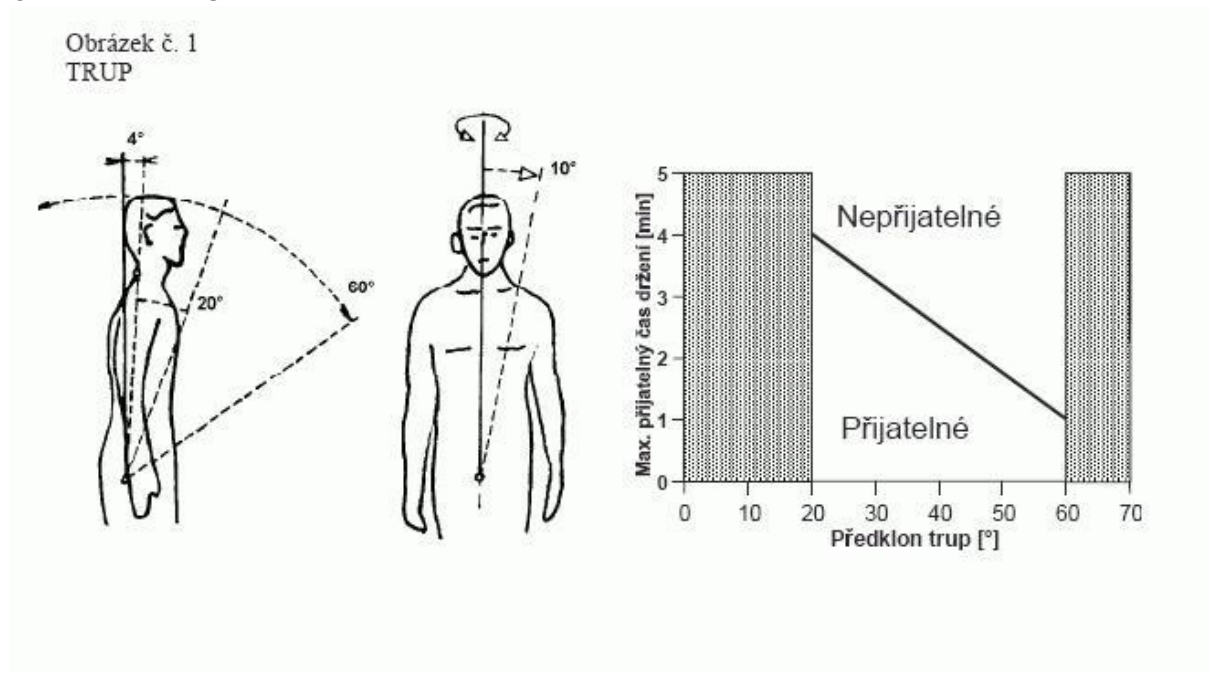 Obrázek č. 1
TRUP
4°
10°
20°
60°
Max. přijatelný čas držení [min]
5
4
3
2
1
0
Nepřijatelné
Přijatelné
0 10 20 30 40 50 60 70
Předklon trup [°]